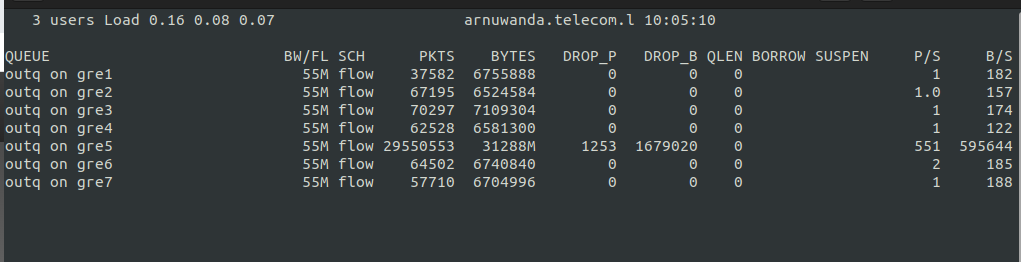 3 users Load 0.16 0.08 0.07 arnuwanda.telecom.l 10:05:10
QUEUE BW/FL SCH PKTS BYTES DROP_P DROP_B QLEN BORROW SUSPEN P/S B/S
outq on gre1 55M flow 37582 6755888 0 0 0 1 182
outq on gre2 55M flow 67195 6524584 0 0 0 1.0 157
outq on gre3 55M flow 70297 7109304 0 0 0 1 174
outq on gre4 55M flow 62528 6581300 0 0 0 1 122
outq on gre5 55M flow 29550553 31288M 1253 1679020 0 551 595644
outq on gre6 55M flow 64502 6740840 0 0 0 2 185
outq on gre7 55M flow 57710 6704996 0 0 0 1 188